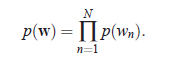 p(w) = ∏_{n=1}^{N} p(w_n).